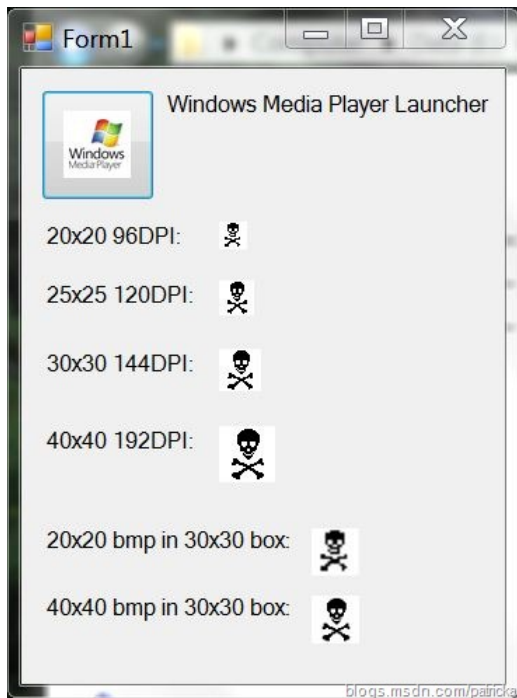 Form1
Windows Media Player Launcher
Windows
Media Player
20x20 96DPI:
25x25 120DPI:
30x30 144DPI:
40x40 192DPI:
20x20 bmp in 30x30 box:
40x40 bmp in 30x30 box:
blogs.msdn.com/patricka